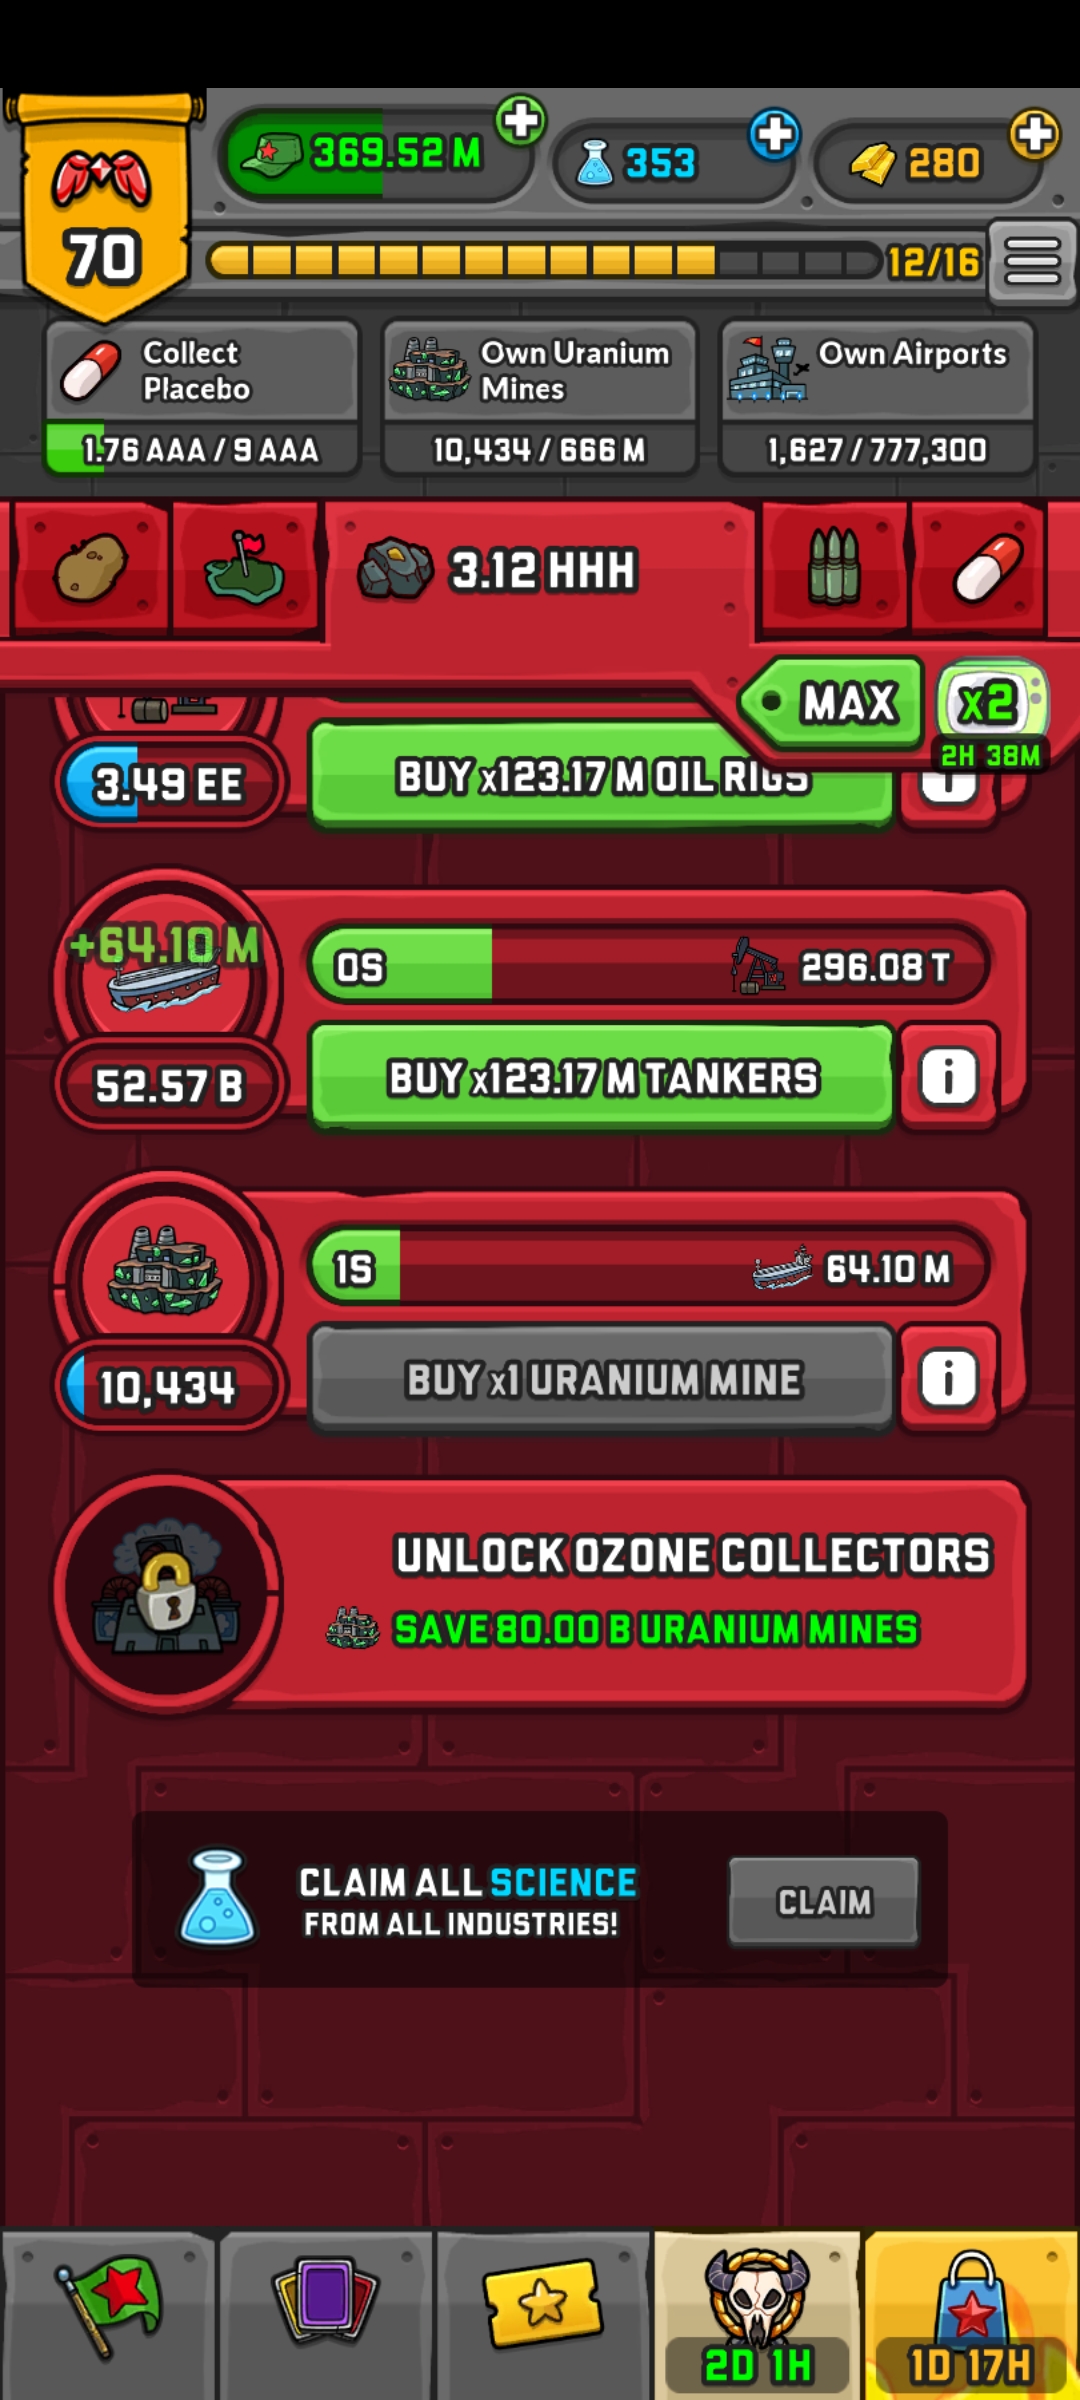 369.52 M
353
280
70
12/16
Collect
Placebo
1.76 AAA / 9 AAA
Own Uranium
Mines
10,434 / 666 M
Own Airports
1,627 / 777,300
3.12 HHH
MAX
x2
2H 38M
3.49 EE
BUY x123.17 M OIL RIGS
+64.10 M
0S
296.08 T
52.57 B
BUY x123.17 M TANKERS
i
1S
64.10 M
10,434
BUY x1 URANIUM MINE
i
UNLOCK OZONE COLLECTORS
SAVE 80.00 B URANIUM MINES
CLAIM ALL SCIENCE
FROM ALL INDUSTRIES!
CLAIM
2D 1H
1D 17H